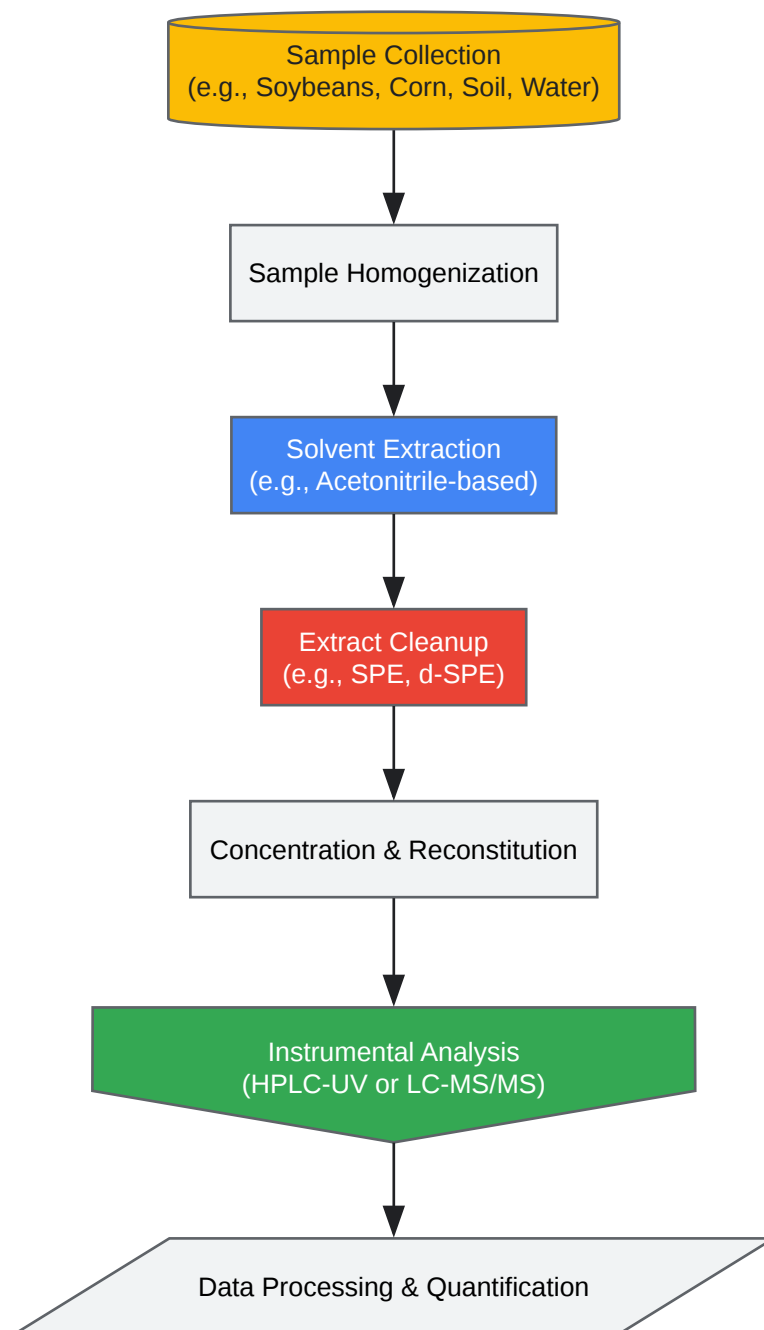 Sample Collection
(e.g., Soybeans, Corn, Soil, Water)
Sample Homogenization
Solvent Extraction
(e.g., Acetonitrile-based)
Extract Cleanup
(e.g., SPE, d-SPE)
Concentration & Reconstitution
Instrumental Analysis
(HPLC-UV or LC-MS/MS)
Data Processing & Quantification